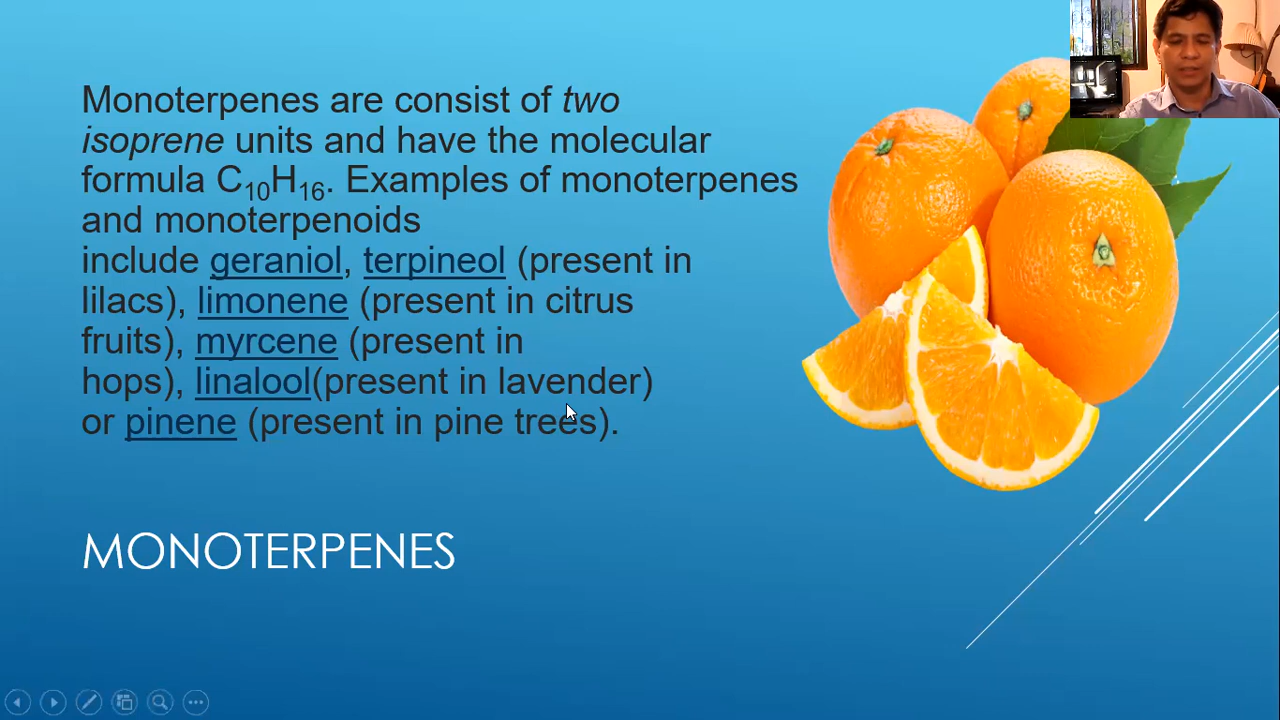 Monoterpenes are consist of two
isoprene units and have the molecular
formula C₁₀H₁₆. Examples of monoterpenes
and monoterpenoids
include geraniol, terpineol (present in
lilacs), limonene (present in citrus
fruits), myrcene (present in
hops), linalool(present in lavender)
or pinene (present in pine trees).
MONOTERPENES